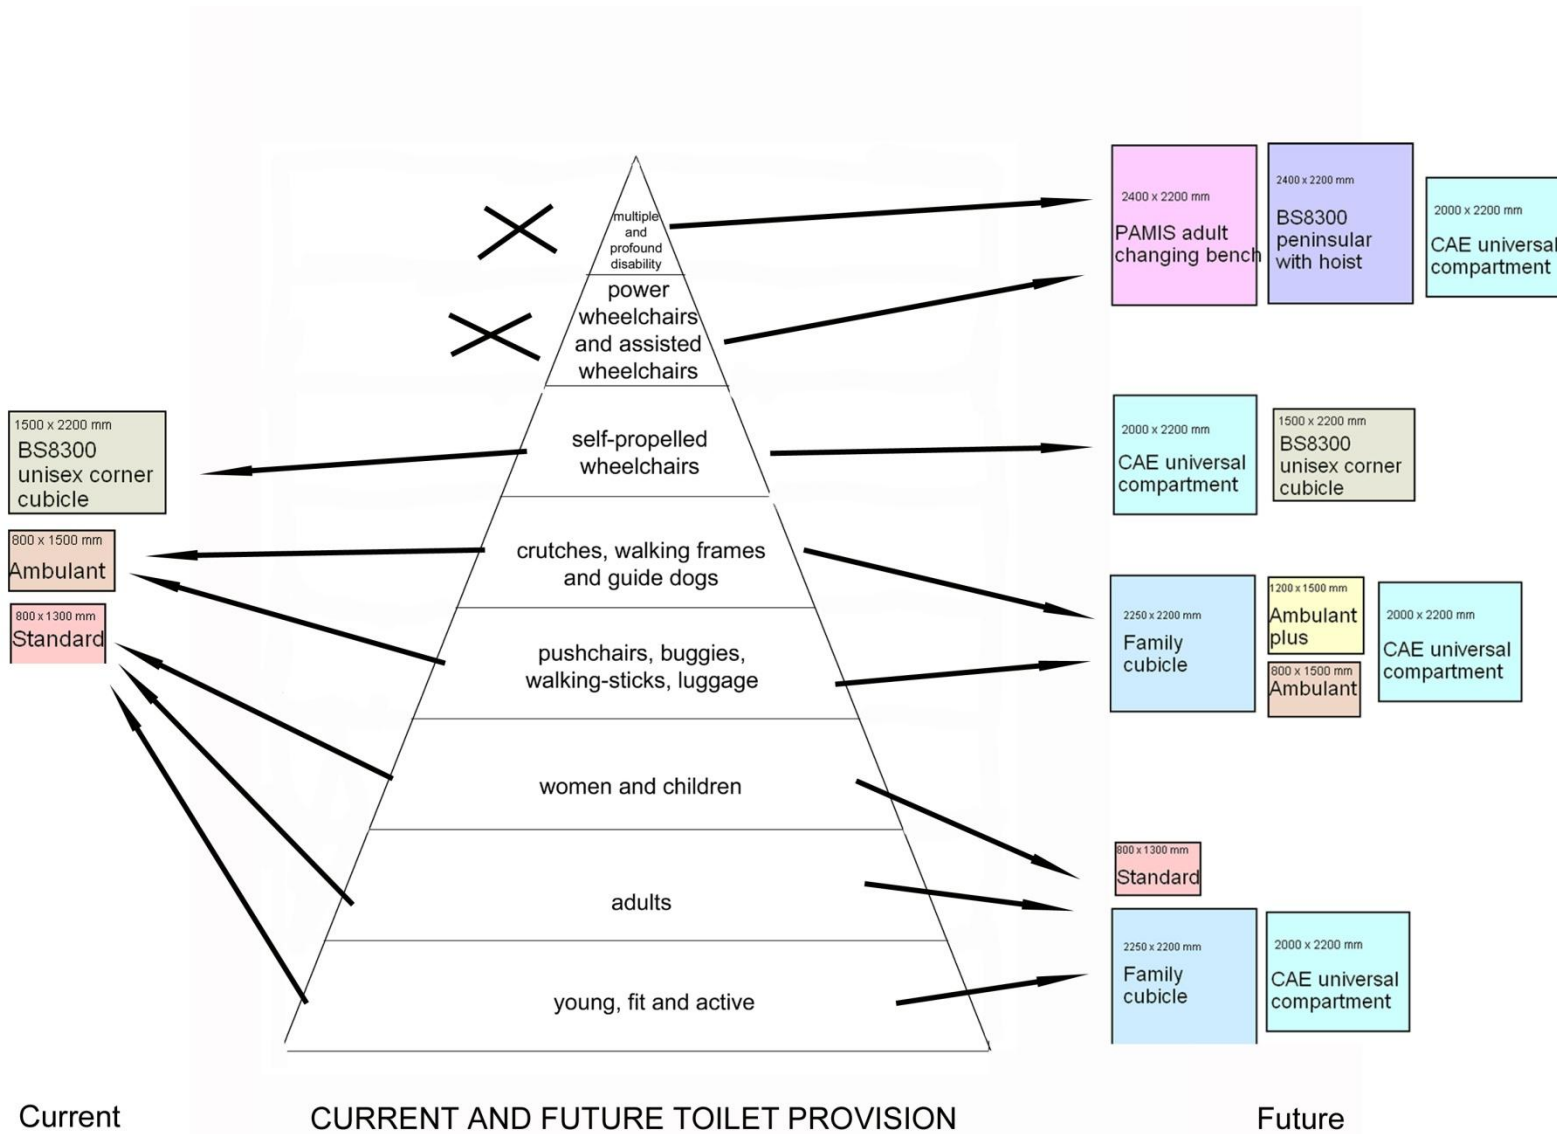 multiple
and
profound
disability
power
wheelchairs
and assisted
wheelchairs
self-propelled
wheelchairs
crutches, walking frames
and guide dogs
pushchairs, buggies,
walking-sticks, luggage
women and children
adults
young, fit and active
1500 x 2200 mm
BS8300
unisex corner
cubicle
800 x 1500 mm
Ambulant
800 x 1300 mm
Standard
2400 x 2200 mm
PAMIS adult
changing bench
2400 x 2200 mm
BS8300
peninsular
with hoist
2000 x 2200 mm
CAE universal
compartment
2000 x 2200 mm
CAE universal
compartment
1500 x 2200 mm
BS8300
unisex corner
cubicle
2250 x 2200 mm
Family
cubicle
1200 x 1500 mm
Ambulant
plus
800 x 1500 mm
Ambulant
2000 x 2200 mm
CAE universal
compartment
800 x 1300 mm
Standard
2250 x 2200 mm
Family
cubicle
2000 x 2200 mm
CAE universal
compartment
Current
CURRENT AND FUTURE TOILET PROVISION
Future